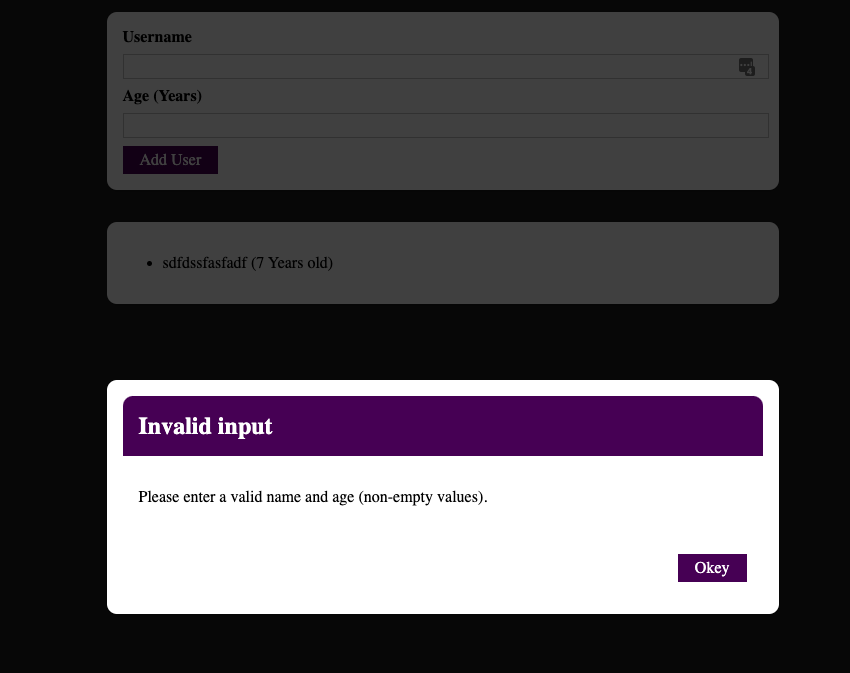 Username
Age (Years)
Add User
sdfdssfasfadf (7 Years old)
Invalid input
Please enter a valid name and age (non-empty values).
Okey